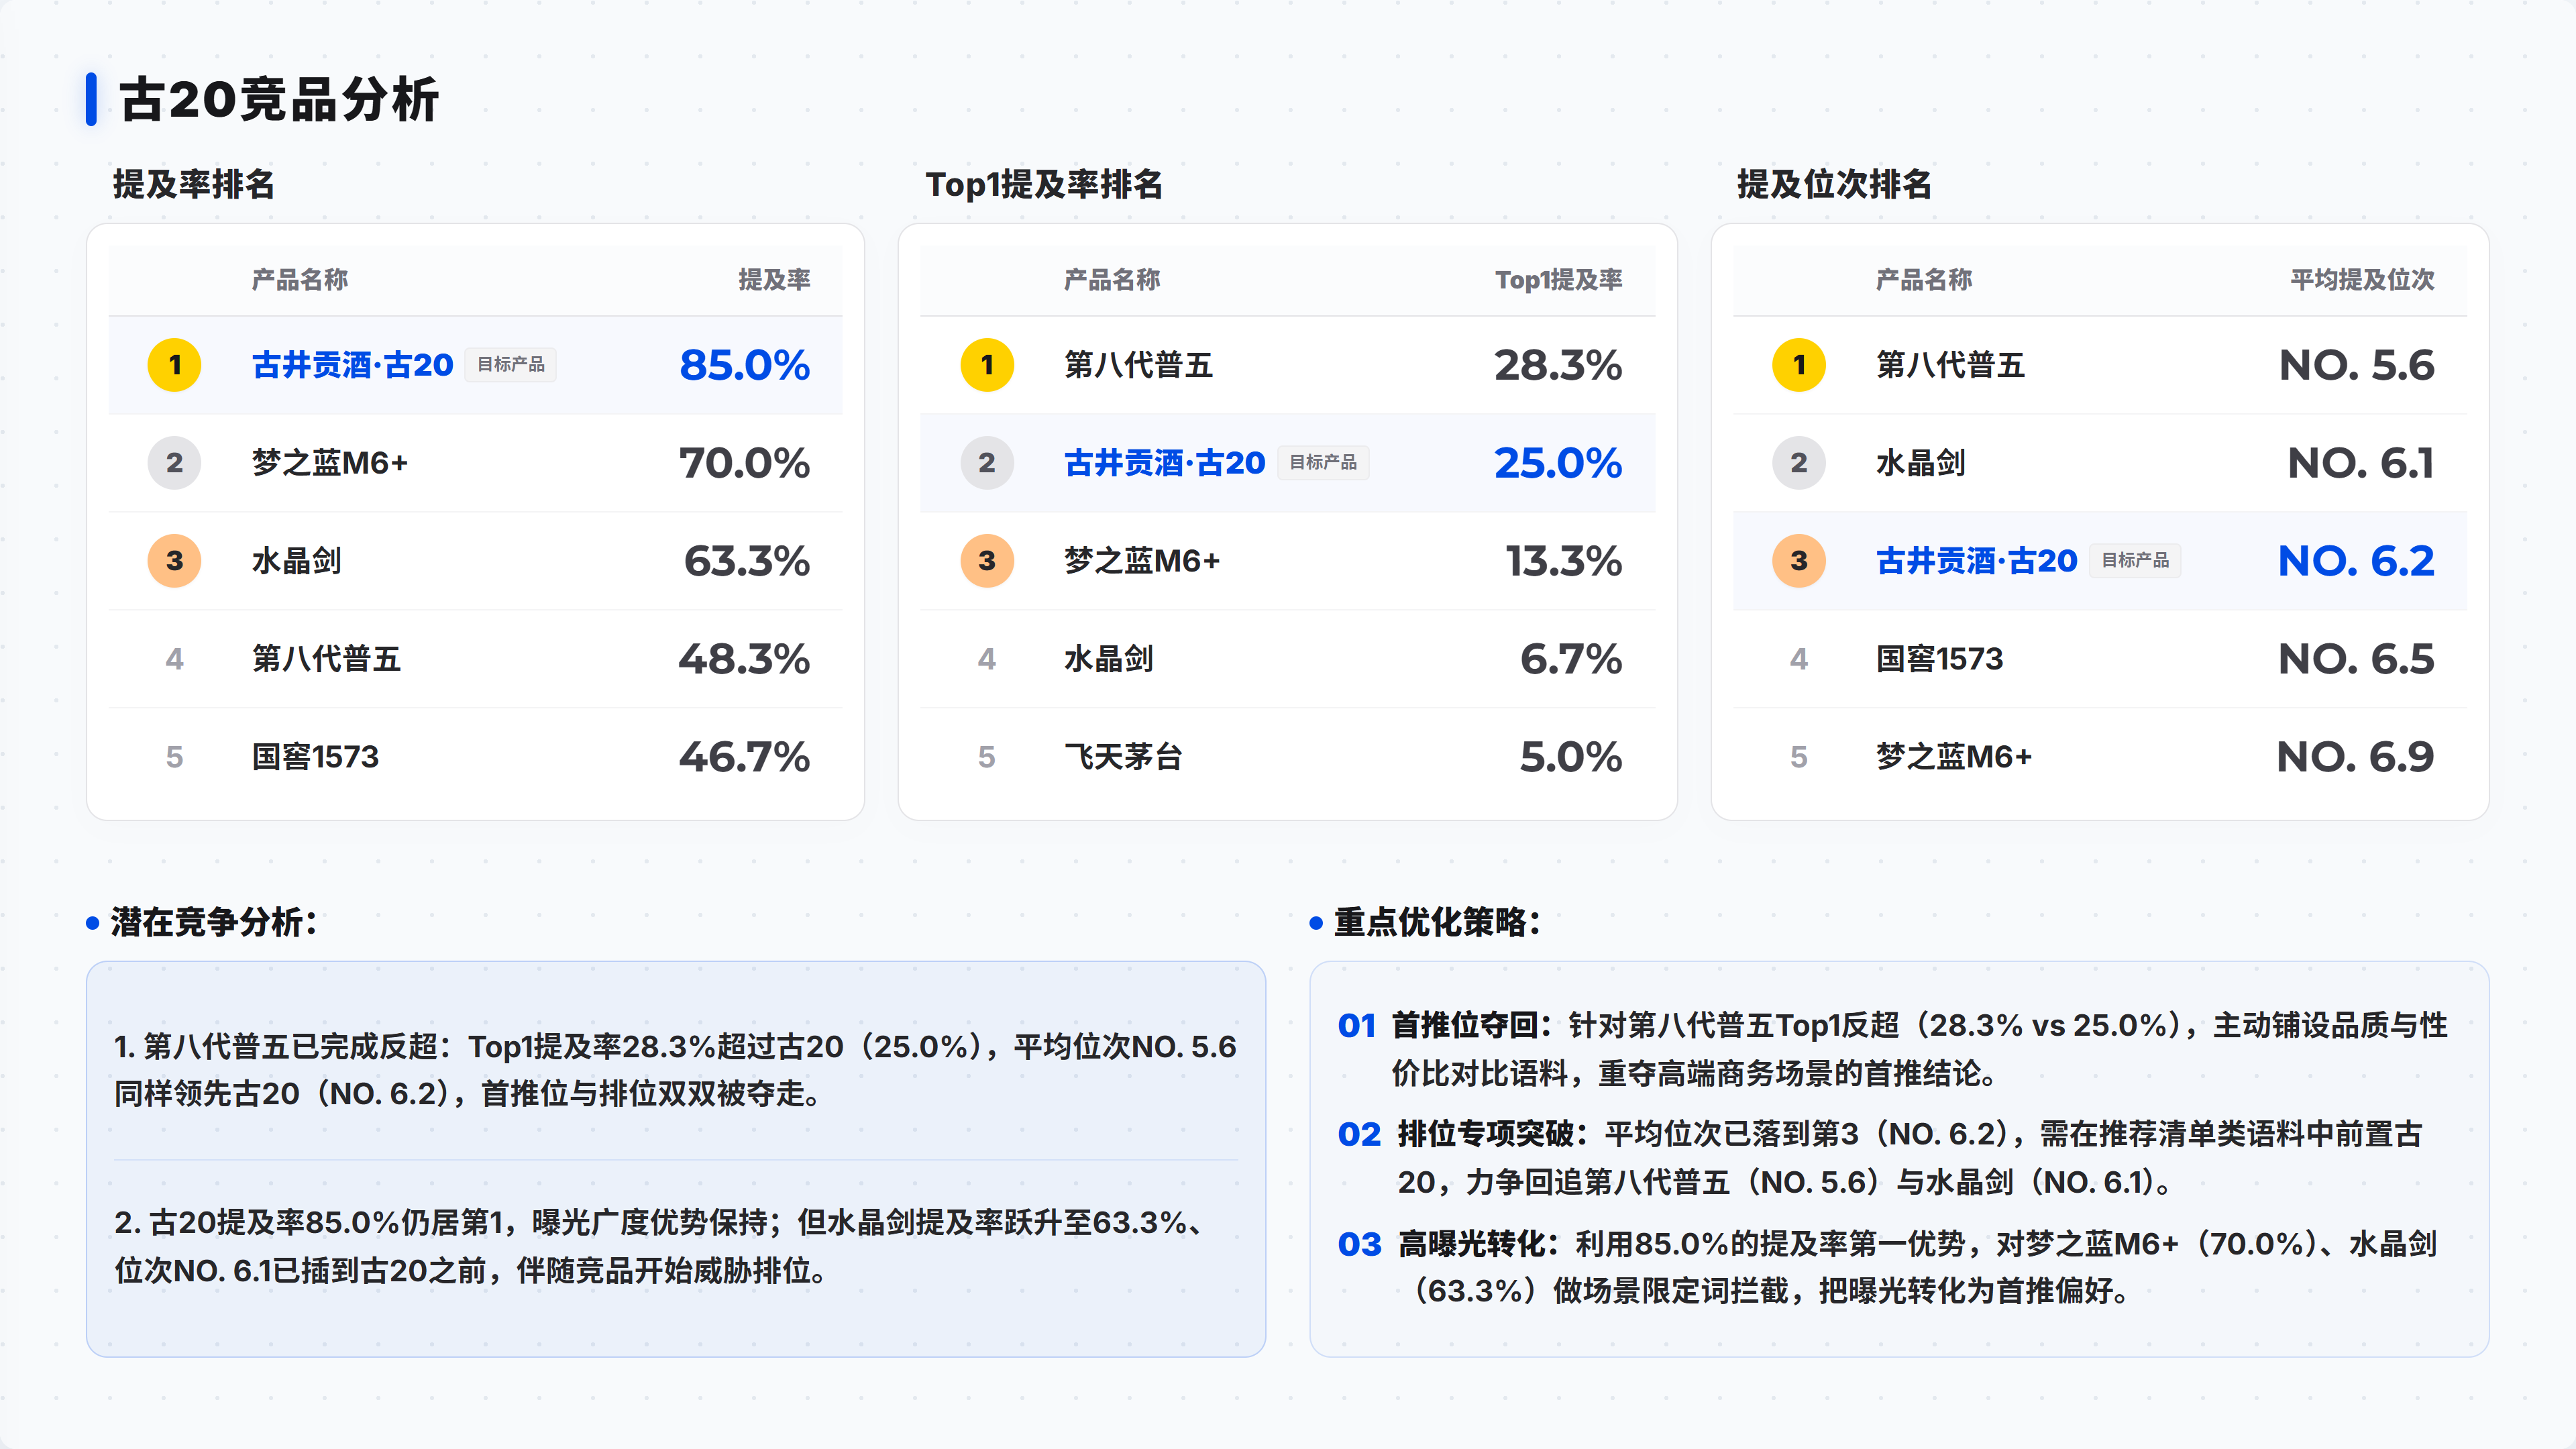 古20竞品分析
提及率排名
产品名称 提及率
1 古井贡酒·古20 目标产品 85.0%
2 梦之蓝M6+ 70.0%
3 水晶剑 63.3%
4 第八代普五 48.3%
5 国窖1573 46.7%
Top1提及率排名
产品名称 Top1提及率
1 第八代普五 28.3%
2 古井贡酒·古20 目标产品 25.0%
3 梦之蓝M6+ 13.3%
4 水晶剑 6.7%
5 飞天茅台 5.0%
提及位次排名
产品名称 平均提及位次
1 第八代普五 NO. 5.6
2 水晶剑 NO. 6.1
3 古井贡酒·古20 目标产品 NO. 6.2
4 国窖1573 NO. 6.5
5 梦之蓝M6+ NO. 6.9
潜在竞争分析：
1. 第八代普五已完成反超：Top1提及率28.3%超过古20（25.0%），平均位次NO. 5.6
同样领先古20（NO. 6.2），首推位与排位双双被夺走。
2. 古20提及率85.0%仍居第1，曝光广度优势保持；但水晶剑提及率跃升至63.3%、
位次NO. 6.1已插到古20之前，伴随竞品开始威胁排位。
重点优化策略：
01 首推位夺回：针对第八代普五Top1反超（28.3% vs 25.0%），主动铺设品质与性
价比对比语料，重夺高端商务场景的首推结论。
02 排位专项突破：平均位次已落到第3（NO. 6.2），需在推荐清单类语料中前置古
20，力争回追第八代普五（NO. 5.6）与水晶剑（NO. 6.1）。
03 高曝光转化：利用85.0%的提及率第一优势，对梦之蓝M6+（70.0%）、水晶剑
（63.3%）做场景限定词拦截，把曝光转化为首推偏好。